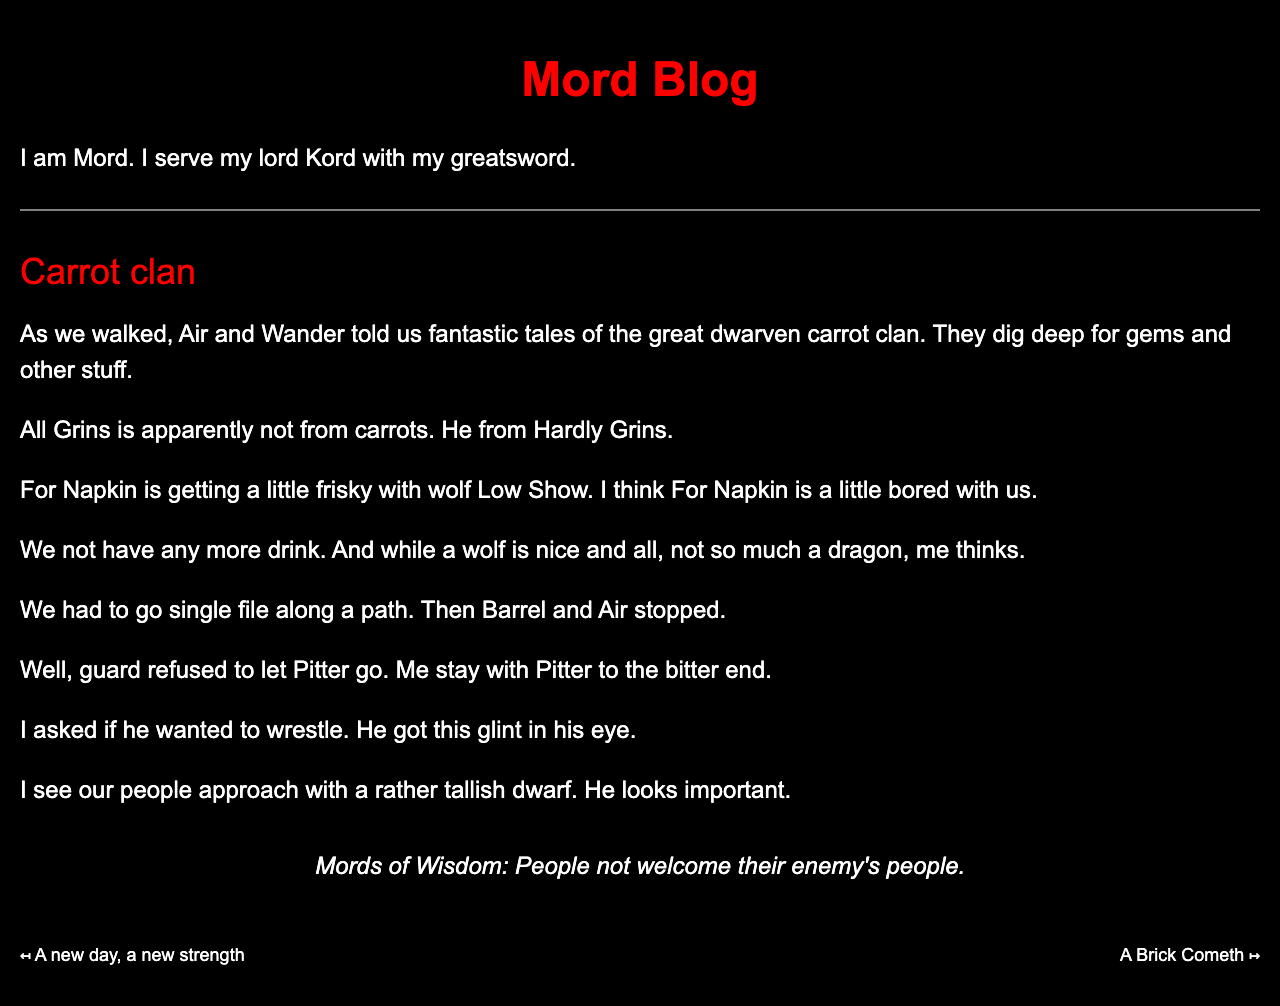 Mord Blog
I am Mord. I serve my lord Kord with my greatsword.
Carrot clan
As we walked, Air and Wander told us fantastic tales of the great dwarven carrot clan. They dig deep for gems and
other stuff.
All Grins is apparently not from carrots. He from Hardly Grins.
For Napkin is getting a little frisky with wolf Low Show. I think For Napkin is a little bored with us.
We not have any more drink. And while a wolf is nice and all, not so much a dragon, me thinks.
We had to go single file along a path. Then Barrel and Air stopped.
Well, guard refused to let Pitter go. Me stay with Pitter to the bitter end.
I asked if he wanted to wrestle. He got this glint in his eye.
I see our people approach with a rather tallish dwarf. He looks important.
Mords of Wisdom: People not welcome their enemy's people.
↤ A new day, a new strength
A Brick Cometh ↦